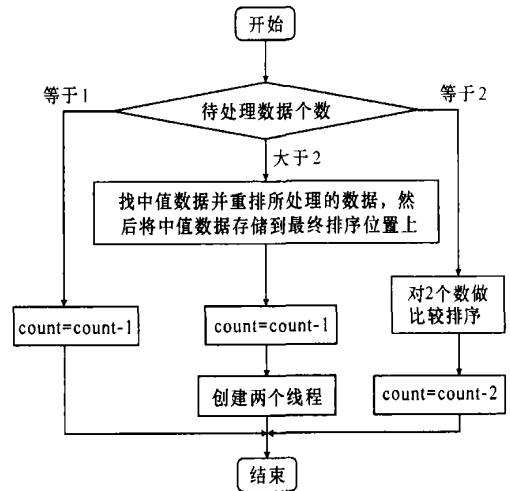 开始
等于1
待处理数据个数
等于2
大于2
找中值数据并重排所处理的数据，然
后将中值数据存储到最终排序位置上
对2个数做
比较排序
count=count-1
count=count-1
创建两个线程
count=count-2
结束